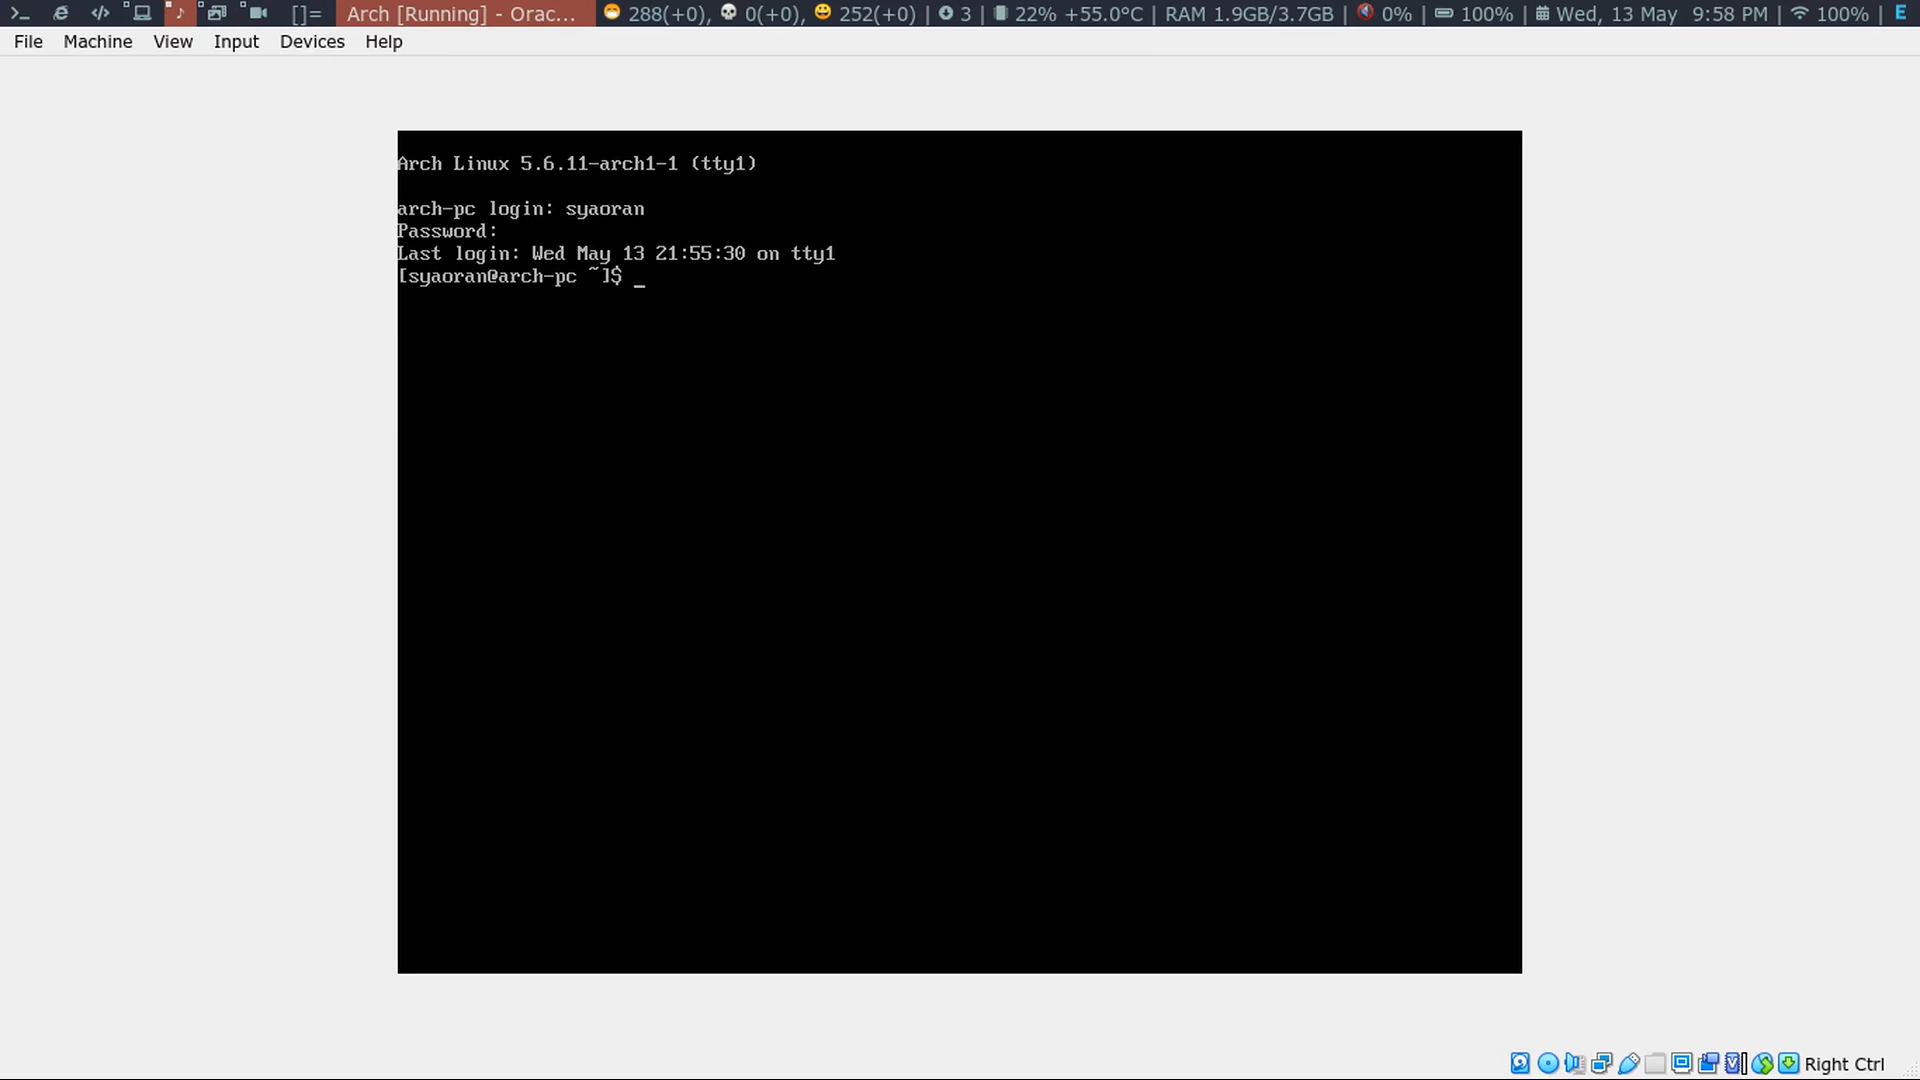 []= Arch [Running] - Orac... 288(+0), 0(+0), 252(+0) | 3 | 22% +55.0°C | RAM 1.9GB/3.7GB | 0% | 100% | Wed, 13 May 9:58 PM | 100% | E
File Machine View Input Devices Help
Arch Linux 5.6.11-arch1-1 (tty1)
arch-pc login: syaoran
Password:
Last login: Wed May 13 21:55:30 on tty1
[syaoran@arch-pc ~]$ _
Right Ctrl